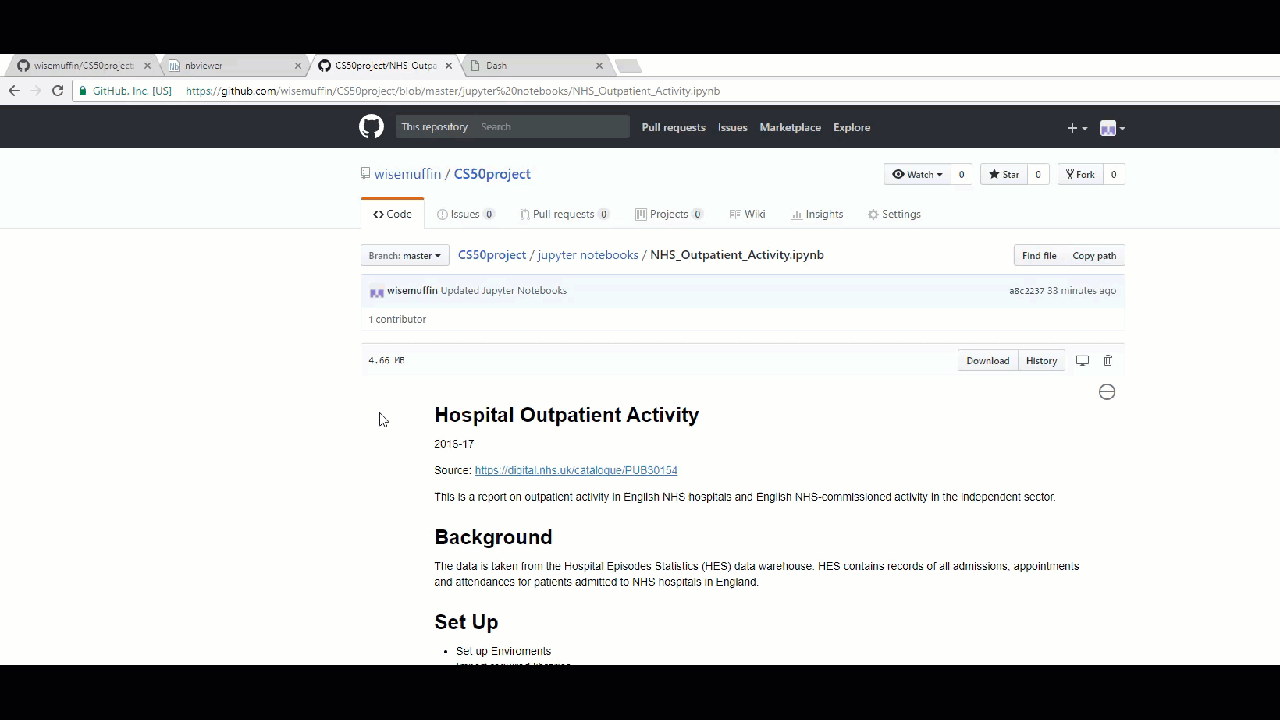 wisemuffin/CS50project: nbviewer CS50project/NHS_Outpa Dash
GitHub, Inc. [US] https://github.com/wisemuffin/CS50project/blob/master/jupyter%20notebooks/NHS_Outpatient_Activity.ipynb
This repository Search Pull requests Issues Marketplace Explore
wisemuffin / CS50project Watch 0 Star 0 Fork 0
Code Issues 0 Pull requests 0 Projects 0 Wiki Insights Settings
Branch: master CS50project / jupyter notebooks / NHS_Outpatient_Activity.ipynb Find file Copy path
wisemuffin Updated Jupyter Notebooks a8c2237 33 minutes ago
1 contributor
4.66 MB Download History
Hospital Outpatient Activity
2015-17
Source: https://digital.nhs.uk/catalogue/PUB30154
This is a report on outpatient activity in English NHS hospitals and English NHS-commissioned activity in the independent sector.
Background
The data is taken from the Hospital Episodes Statistics (HES) data warehouse. HES contains records of all admissions, appointments
and attendances for patients admitted to NHS hospitals in England.
Set Up
Set up Enviroments